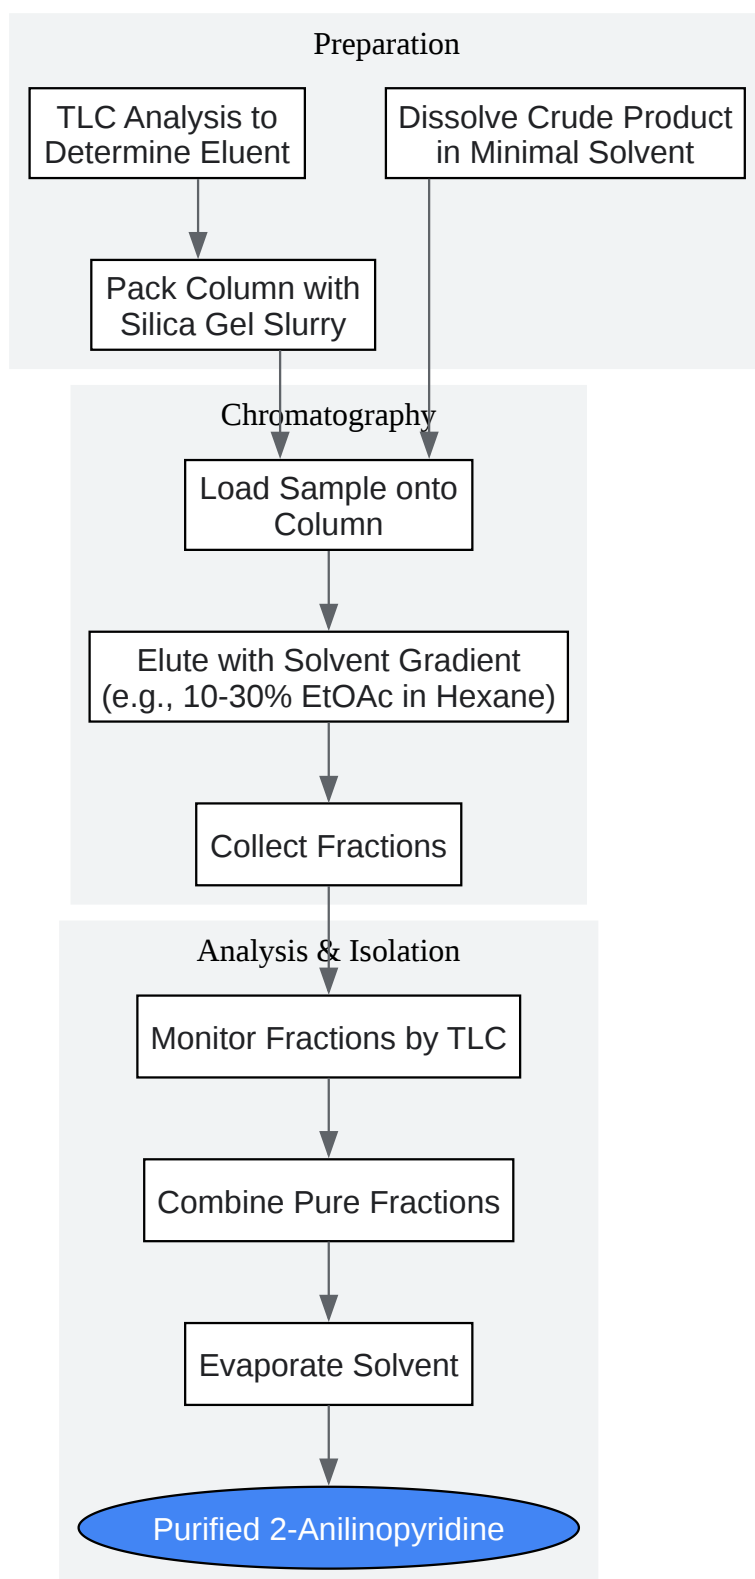 Preparation
TLC Analysis to
Determine Eluent
Dissolve Crude Product
in Minimal Solvent
Pack Column with
Silica Gel Slurry
Chromatography
Load Sample onto
Column
Elute with Solvent Gradient
(e.g., 10-30% EtOAc in Hexane)
Collect Fractions
Analysis & Isolation
Monitor Fractions by TLC
Combine Pure Fractions
Evaporate Solvent
Purified 2-Anilinopyridine